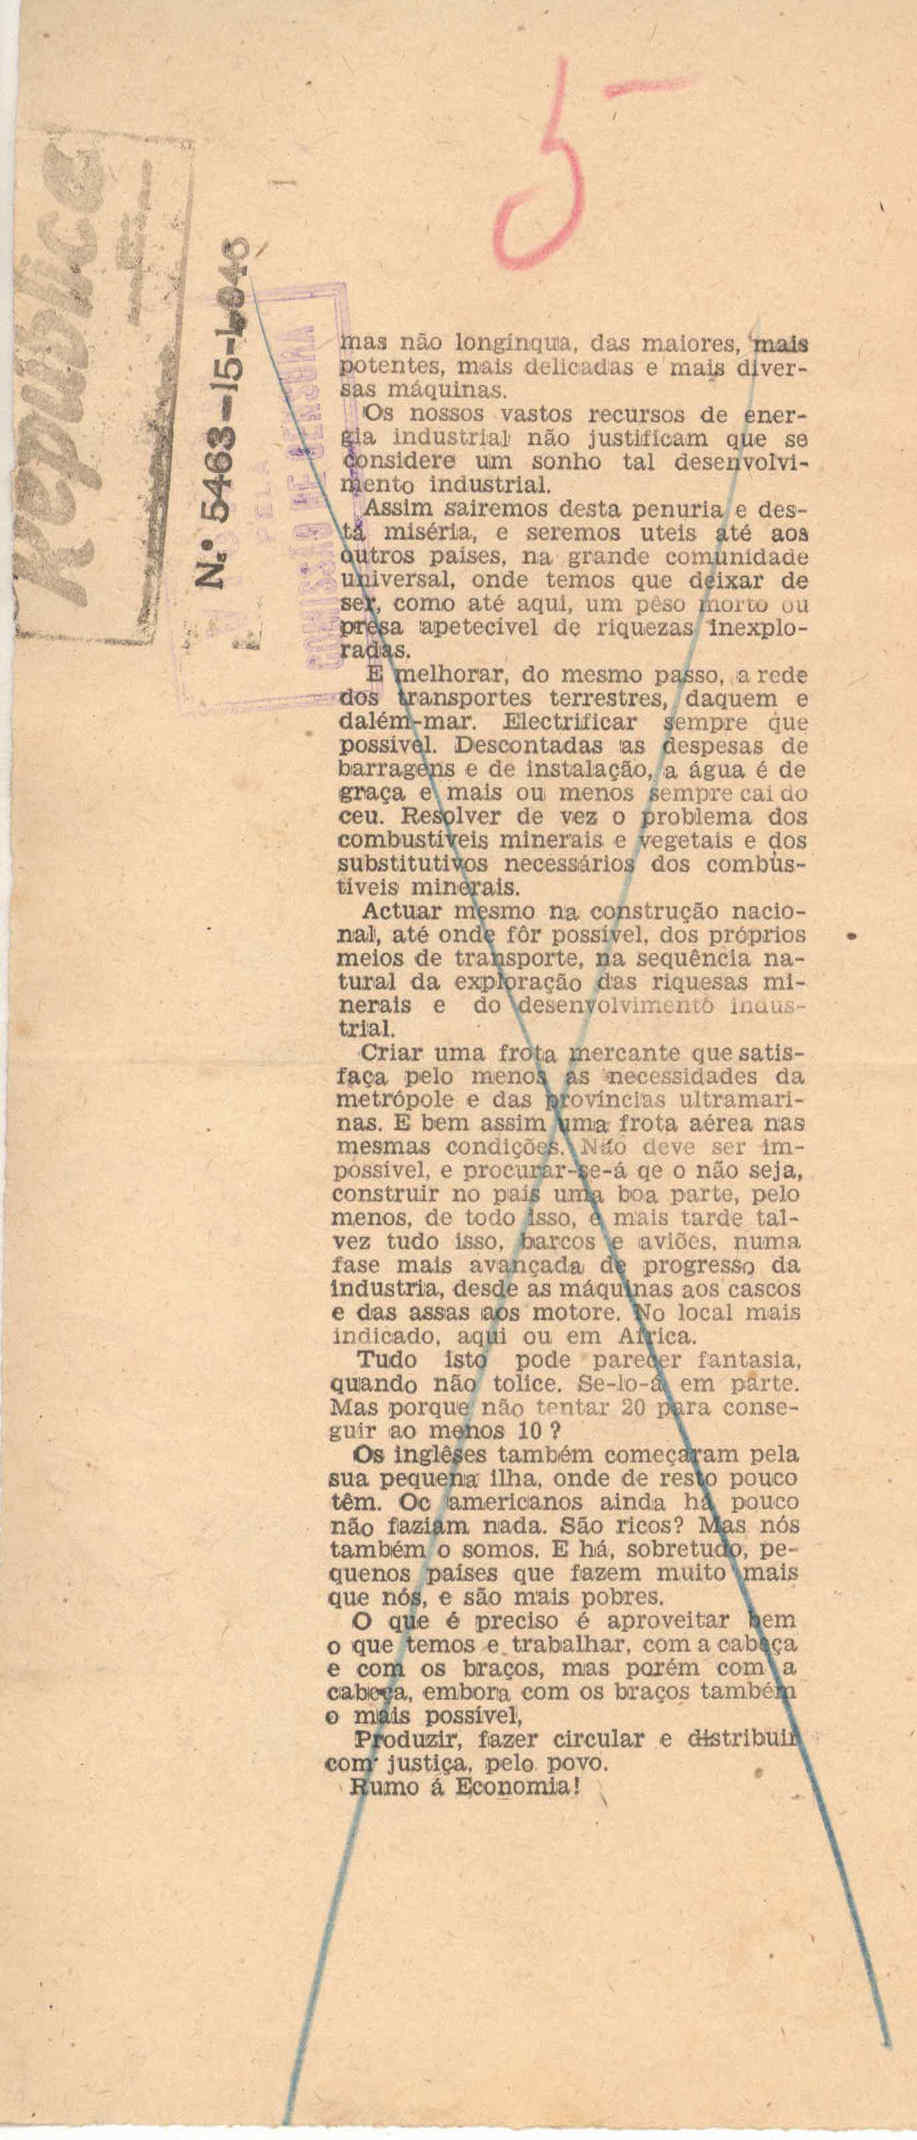 5
República
N.º 5463-15-1-946
COMISSÃO DE CENSURA
mas não longínqua, das maiores, mais
potentes, mais delicadas e mais diver-
sas máquinas.
Os nossos vastos recursos de ener-
gia industrial não justificam que se
considere um sonho tal desenvolvi-
mento industrial.
Assim sairemos desta penuria e des-
tá miséria, e seremos uteis até aos
outros países, na grande comunidade
universal, onde temos que deixar de
ser, como até aqui, um pêso morto ou
presa apetecivel de riquezas inexplo-
radas.
E melhorar, do mesmo passo, a rede
dos transportes terrestres, daquem e
dalém-mar. Electrificar sempre que
possivel. Descontadas as despesas de
barragens e de instalação, a água é de
graça e mais ou menos sempre cai do
ceu. Resolver de vez o problema dos
combustiveis minerais e vegetais e dos
substitutivos necessários dos combus-
tiveis minerais.
Actuar mesmo na construção nacio-
nal, até onde fôr possivel, dos próprios
meios de transporte, na sequência na-
tural da exploração das riquesas mi-
nerais e do desenvolvimento indus-
trial.
Criar uma frota mercante que satis-
faça pelo menos as necessidades da
metrópole e das províncias ultramari-
nas. E bem assim uma frota aérea nas
mesmas condições. Não deve ser im-
possivel, e procurar-se-á qe o não seja,
construir no pais uma boa parte, pelo
menos, de todo isso, e mais tarde tal-
vez tudo isso, barcos e aviões, numa
fase mais avançada de progresso da
industria, desde as máquinas aos cascos
e das assas aos motore. No local mais
indicado, aqui ou em Africa.
Tudo isto pode parecer fantasia,
quando não tolice. Se-lo-á em parte.
Mas porque não tentar 20 para conse-
guir ao menos 10 ?
Os inglêses também começaram pela
sua pequena ilha, onde de resto pouco
têm. Oc americanos ainda há pouco
não faziam nada. São ricos? Mas nós
também o somos. E há, sobretudo, pe-
quenos países que fazem muito mais
que nós, e são mais pobres.
O que é preciso é aproveitar bem
o que temos e trabalhar, com a cabeça
e com os braços, mas porém com a
cabeça, embora com os braços também
o mais possivel,
Produzir, fazer circular e distribuir
com justiça, pelo povo.
Rumo á Economia!